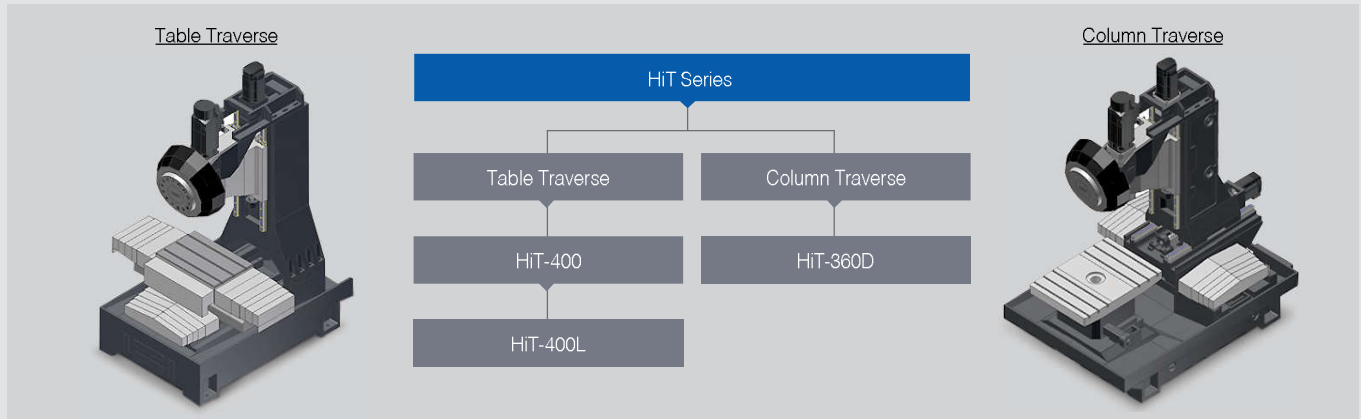 Table Traverse
Column Traverse
HiT Series
Table Traverse
Column Traverse
HiT-400
HiT-360D
HiT-400L